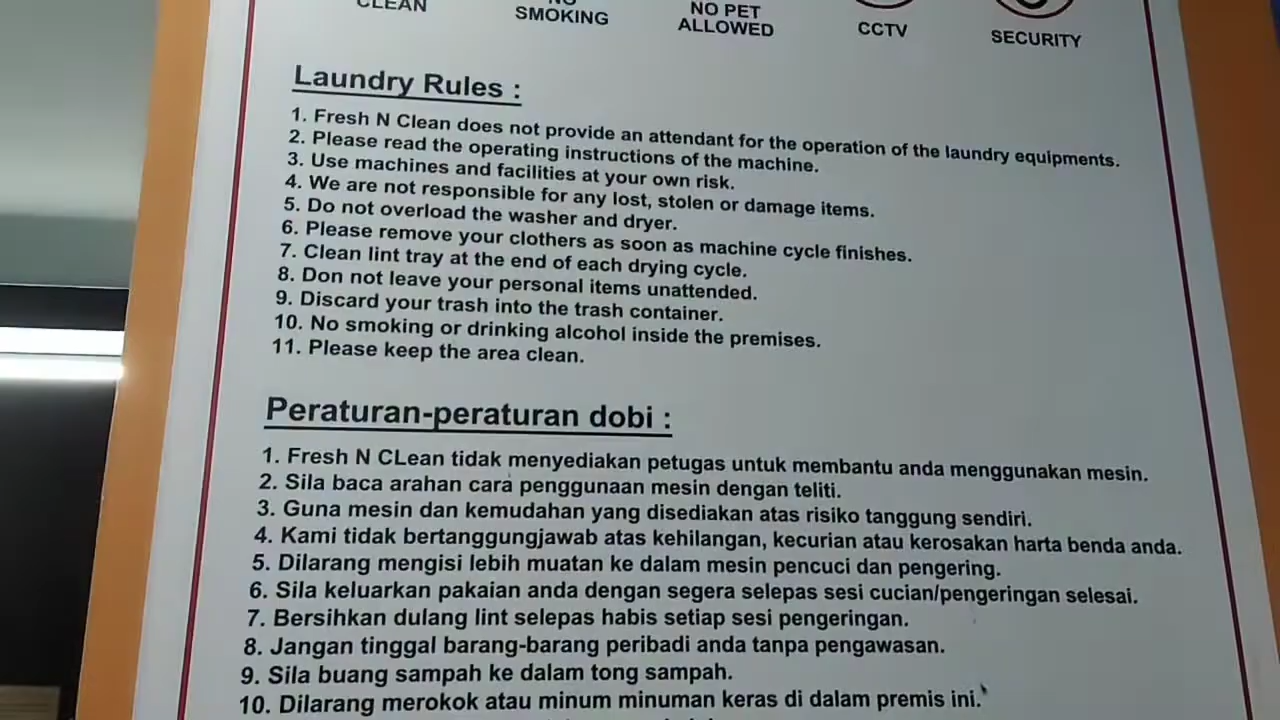 CLEAN
NO
SMOKING
NO PET
ALLOWED
CCTV
SECURITY
Laundry Rules :
1. Fresh N Clean does not provide an attendant for the operation of the laundry equipments.
2. Please read the operating instructions of the machine.
3. Use machines and facilities at your own risk.
4. We are not responsible for any lost, stolen or damage items.
5. Do not overload the washer and dryer.
6. Please remove your clothers as soon as machine cycle finishes.
7. Clean lint tray at the end of each drying cycle.
8. Don not leave your personal items unattended.
9. Discard your trash into the trash container.
10. No smoking or drinking alcohol inside the premises.
11. Please keep the area clean.
Peraturan-peraturan dobi :
1. Fresh N CLean tidak menyediakan petugas untuk membantu anda menggunakan mesin.
2. Sila baca arahan cara penggunaan mesin dengan teliti.
3. Guna mesin dan kemudahan yang disediakan atas risiko tanggung sendiri.
4. Kami tidak bertanggungjawab atas kehilangan, kecurian atau kerosakan harta benda anda.
5. Dilarang mengisi lebih muatan ke dalam mesin pencuci dan pengering.
6. Sila keluarkan pakaian anda dengan segera selepas sesi cucian/pengeringan selesai.
7. Bersihkan dulang lint selepas habis setiap sesi pengeringan.
8. Jangan tinggal barang-barang peribadi anda tanpa pengawasan.
9. Sila buang sampah ke dalam tong sampah.
10. Dilarang merokok atau minum minuman keras di dalam premis ini.